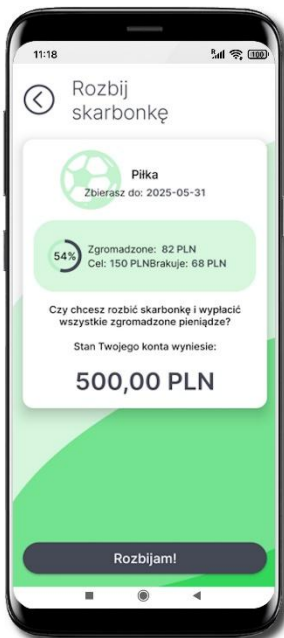 11:18
100
Rozbij
skarbonkę
Piłka
Zbierasz do: 2025-05-31
54%
Zgromadzone: 82 PLN
Cel: 150 PLNBrakuje: 68 PLN
Czy chcesz rozbić skarbonkę i wypłacić
wszystkie zgromadzone pieniądze?
Stan Twojego konta wyniesie:
500,00 PLN
Rozbijam!